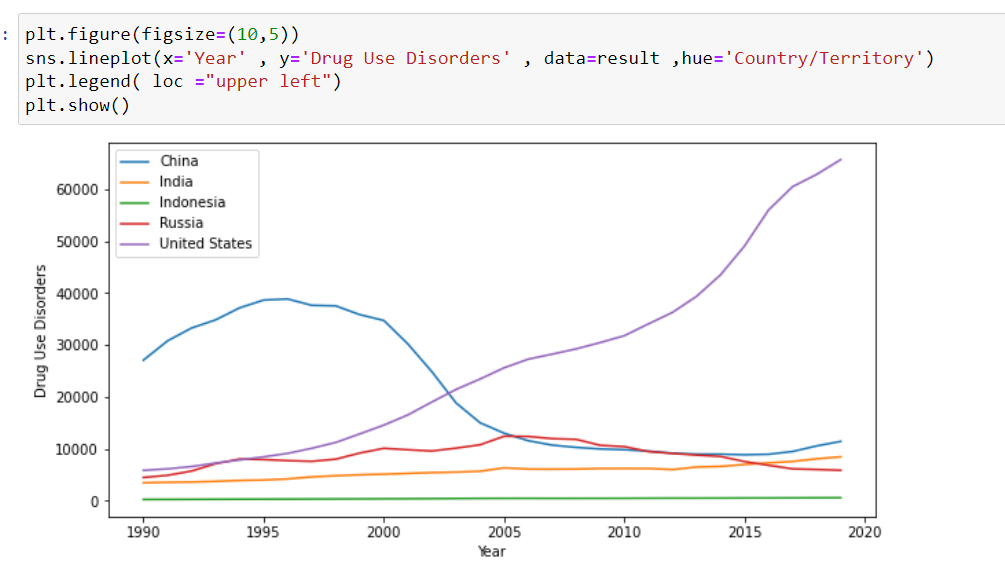 :
plt.figure(figsize=(10,5))
sns.lineplot(x='Year' , y='Drug Use Disorders' , data=result ,hue='Country/Territory')
plt.legend( loc ="upper left")
plt.show()
China
India
Indonesia
Russia
United States
60000
50000
40000
30000
20000
10000
0
Drug Use Disorders
1990 1995 2000 2005 2010 2015 2020
Year